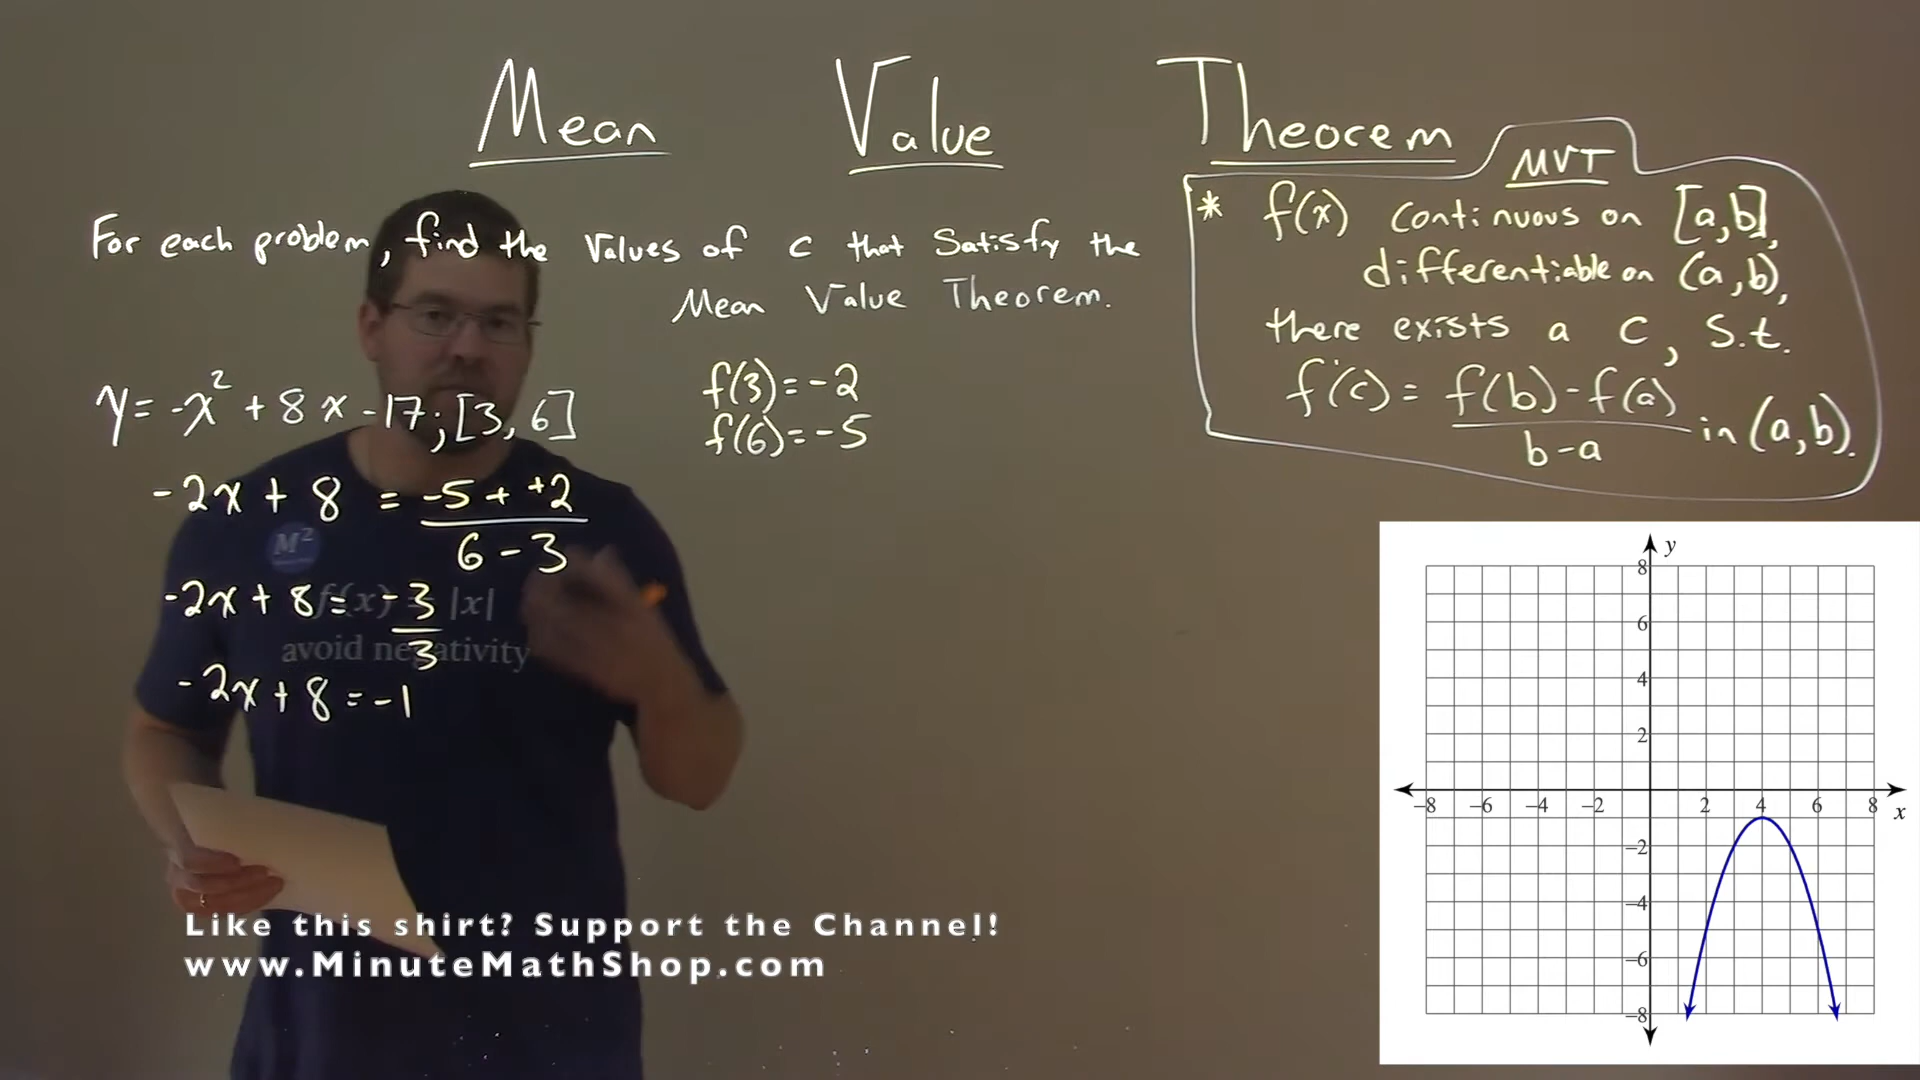 Mean Value Theorem
For each problem, find the values of c that satisfy the
Mean Value Theorem.
y = -x² + 8x - 17; [3, 6]
f(3) = -2
f(6) = -5
-2x + 8 = -5 + +2
6 - 3
-2x + 8 = -3
3
-2x + 8 = -1
MVT
* f(x) continuous on [a,b],
differentiable on (a,b),
there exists a c, s.t.
f'(c) = f(b) - f(a)
b - a
in (a,b).
M²
f(x) |x|
avoid negativity
y
8
6
4
2
-8 -6 -4 -2 2 4 6 8 x
-2
-4
-6
-8
Like this shirt? Support the Channel!
www.MinuteMathShop.com